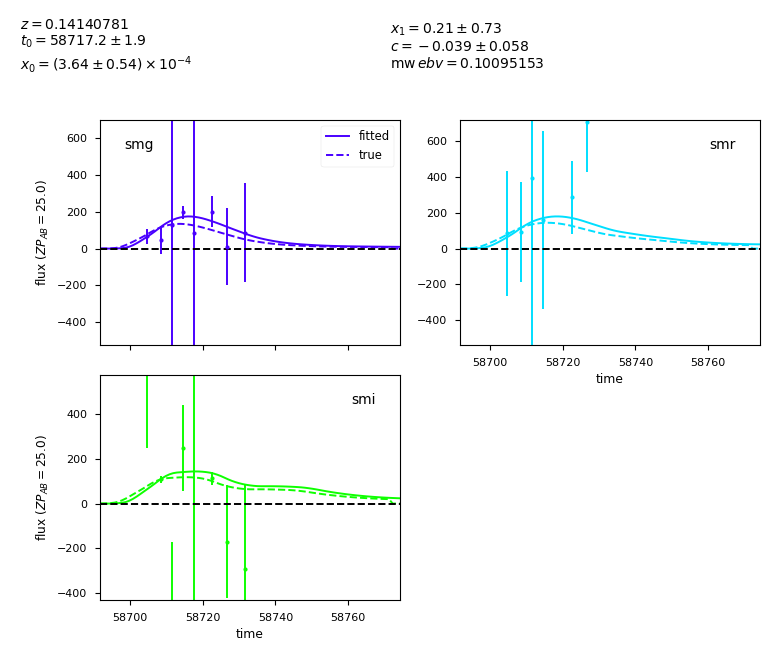 z = 0.14140781
t₀ = 58717.2 ± 1.9
x₀ = (3.64 ± 0.54) × 10⁻⁴
x₁ = 0.21 ± 0.73
c = −0.039 ± 0.058
mw ebv = 0.10095153
smg
fitted
true
600
400
200
0
−200
−400
flux (ZP_AB = 25.0)
smr
600
400
200
0
−200
−400
58700 58720 58740 58760
time
smi
400
200
0
−200
−400
flux (ZP_AB = 25.0)
58700 58720 58740 58760
time